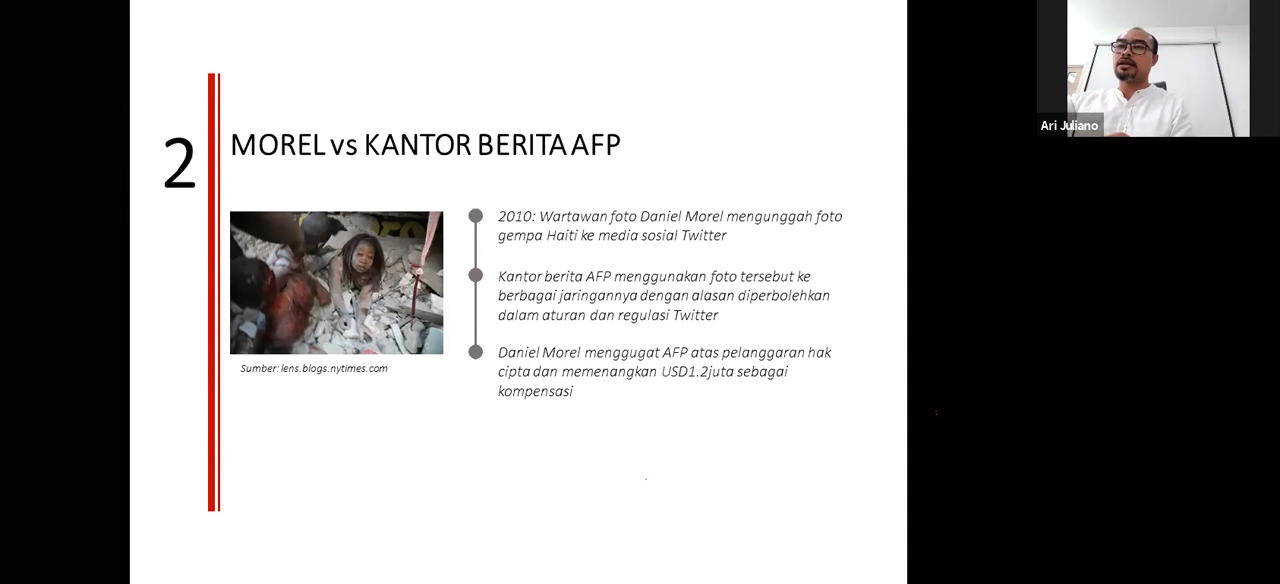 2
MOREL vs KANTOR BERITA AFP
2010: Wartawan foto Daniel Morel mengunggah foto
gempa Haiti ke media sosial Twitter
Kantor berita AFP menggunakan foto tersebut ke
berbagai jaringannya dengan alasan diperbolehkan
dalam aturan dan regulasi Twitter
Daniel Morel menggugat AFP atas pelanggaran hak
cipta dan memenangkan USD1.2juta sebagai
kompensasi
Sumber: lens.blogs.nytimes.com
Ari Juliano